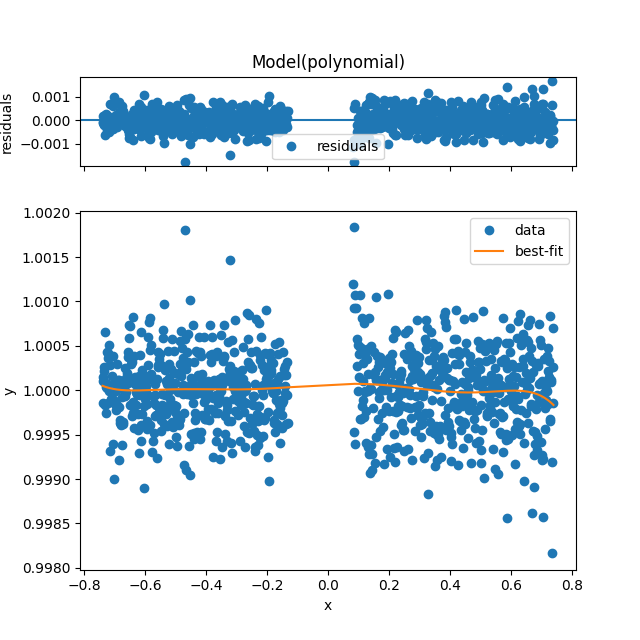 Model(polynomial)
residuals
0.001
0.000
−0.001
residuals
y
1.0020
1.0015
1.0010
1.0005
1.0000
0.9995
0.9990
0.9985
0.9980
data
best-fit
−0.8 −0.6 −0.4 −0.2 0.0 0.2 0.4 0.6 0.8
x